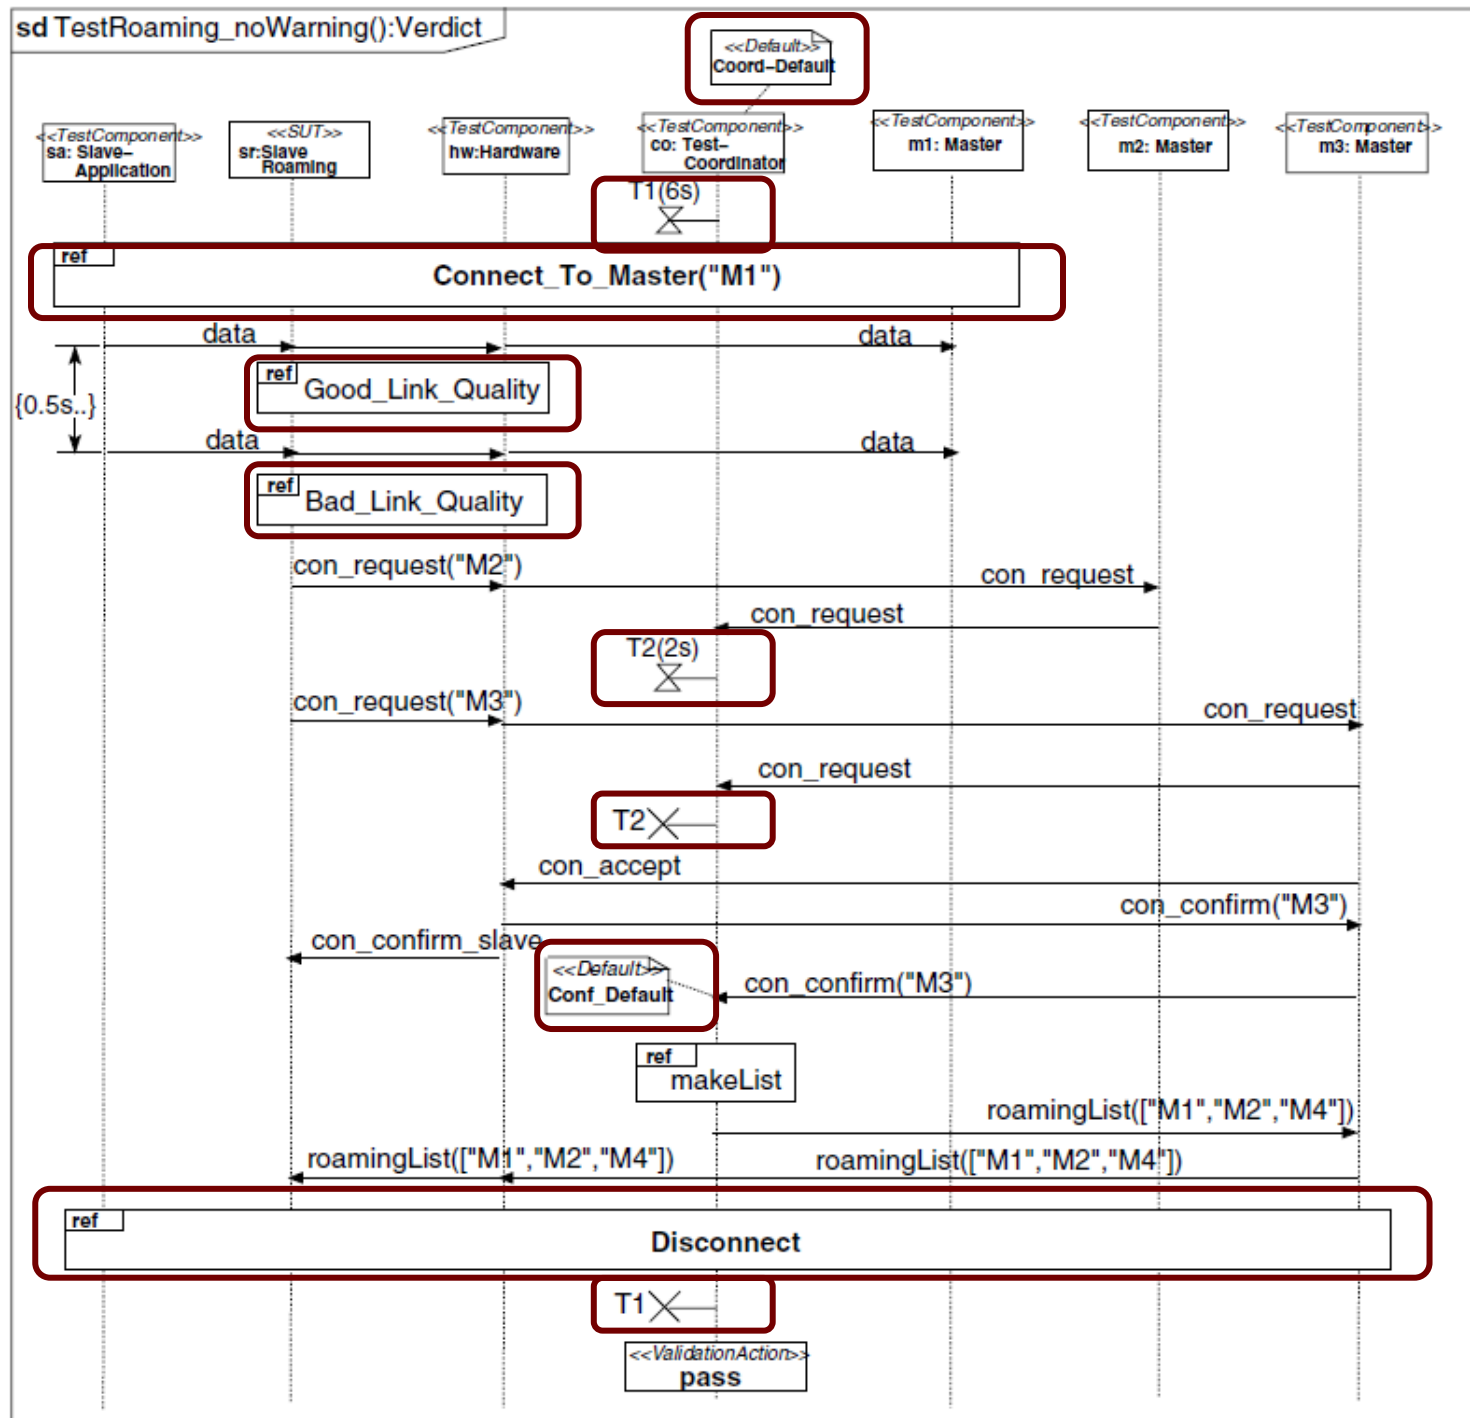 sd TestRoaming_noWarning():Verdict
<<Default>>
Coord-Default
<<TestComponent>>
sa: Slave-
Application
<<SUT>>
sr:Slave
Roaming
<<TestComponent>>
hw:Hardware
<<TestComponent>>
co: Test-
Coordinator
<<TestComponent>>
m1: Master
<<TestComponent>>
m2: Master
<<TestComponent>>
m3: Master
T1(6s)
ref
Connect_To_Master("M1")
data
data
ref
Good_Link_Quality
{0.5s..}
data
data
ref
Bad_Link_Quality
con_request("M2")
con_request
con_request
T2(2s)
con_request("M3")
con_request
con_request
T2
con_accept
con_confirm("M3")
con_confirm_slave
<<Default>>
Conf_Default
con_confirm("M3")
ref
makeList
roamingList(["M1","M2","M4"])
roamingList(["M1","M2","M4"])
roamingList(["M1","M2","M4"])
ref
Disconnect
T1
<<ValidationAction>>
pass